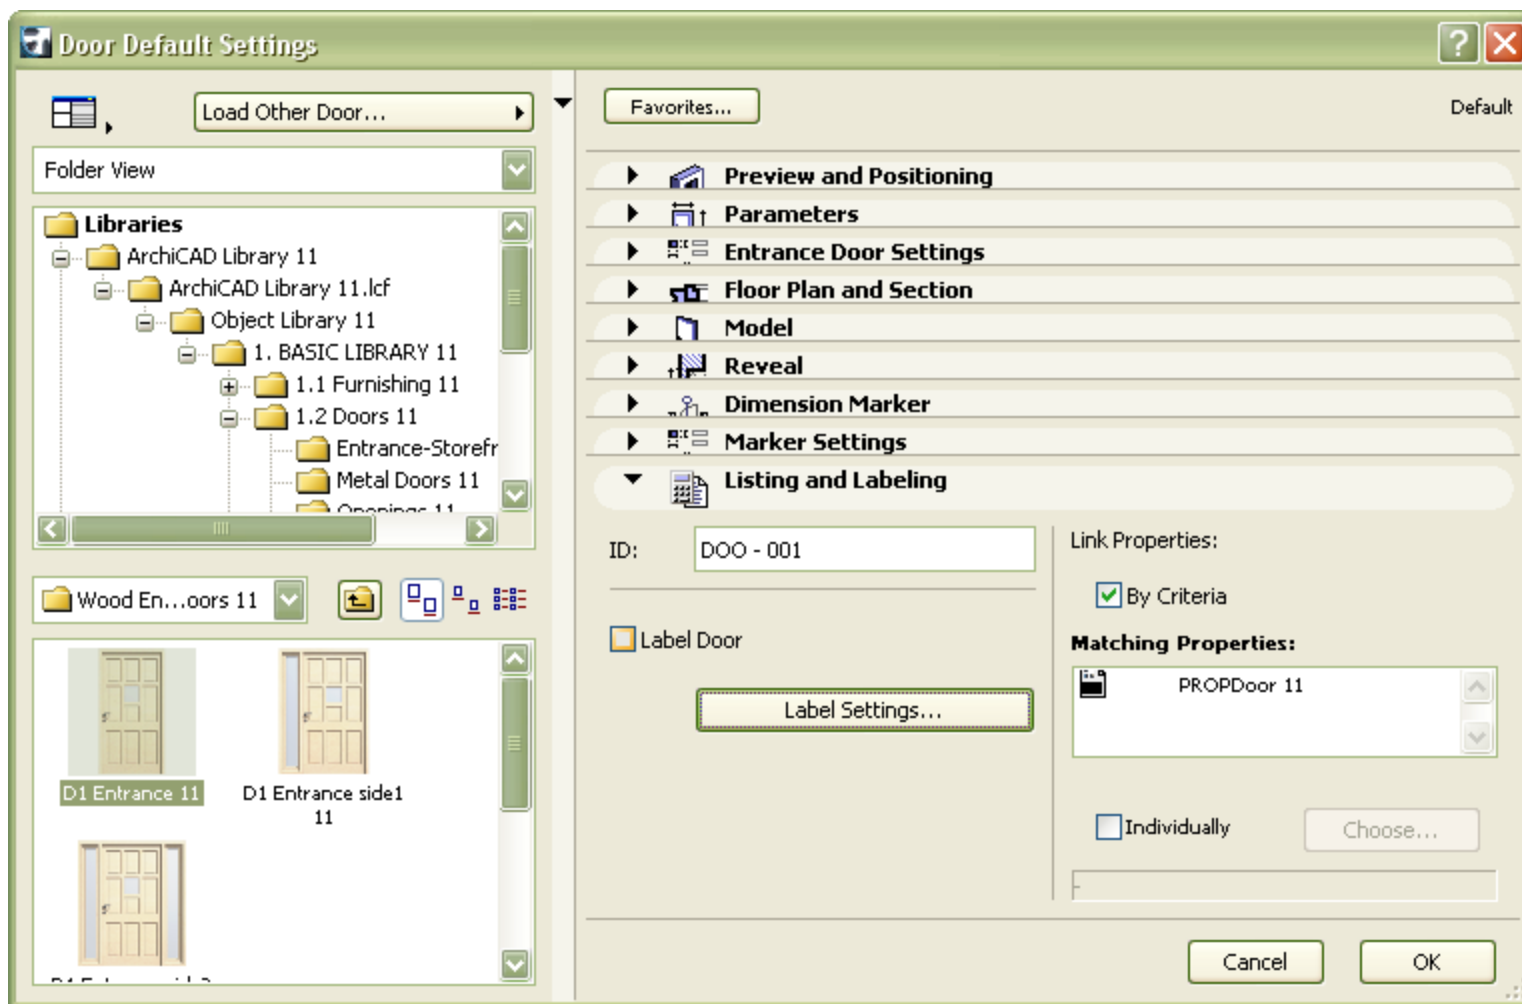 Door Default Settings
Load Other Door...
Folder View
Libraries
ArchiCAD Library 11
ArchiCAD Library 11.lcf
Object Library 11
1. BASIC LIBRARY 11
1.1 Furnishing 11
1.2 Doors 11
Entrance-Storefr
Metal Doors 11
Openings 11
Wood En...oors 11
D1 Entrance 11
D1 Entrance side1
11
Favorites...
Default
Preview and Positioning
Parameters
Entrance Door Settings
Floor Plan and Section
Model
Reveal
Dimension Marker
Marker Settings
Listing and Labeling
ID:
DOO - 001
Label Door
Label Settings...
Link Properties:
By Criteria
Matching Properties:
PROPDoor 11
Individually
Choose...
-
Cancel
OK